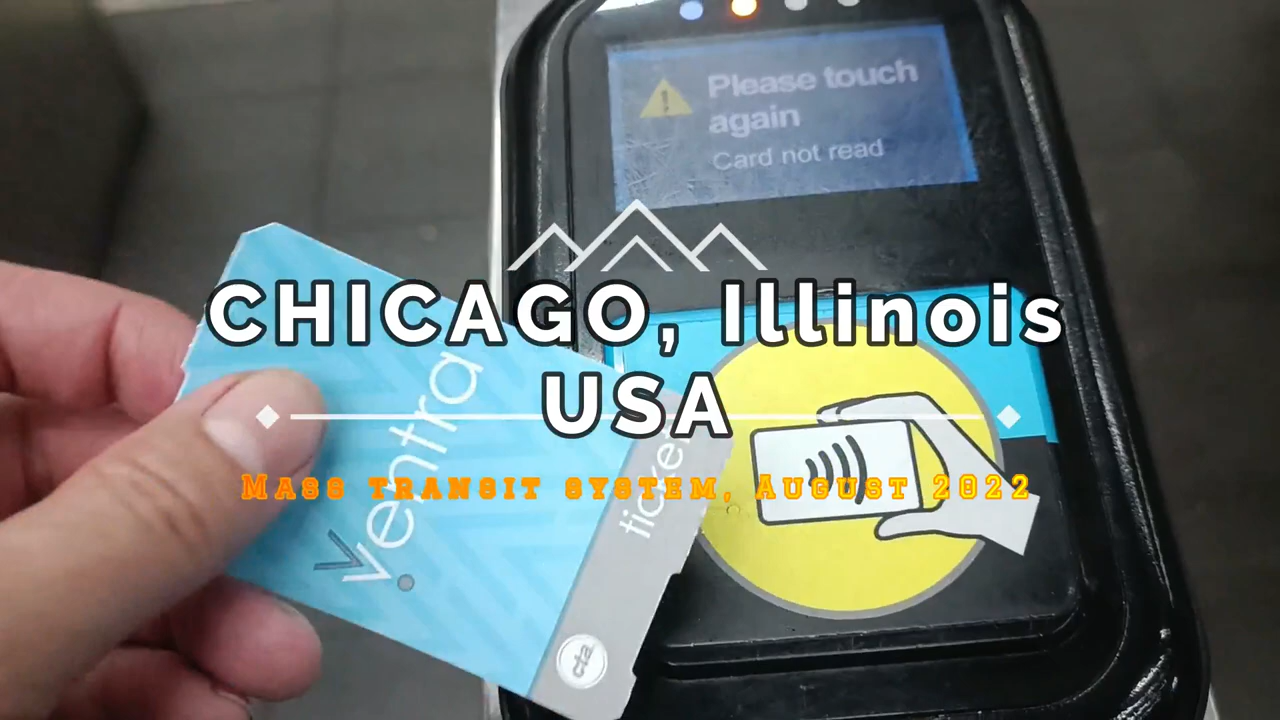 Please touch
again
Card not read
CHICAGO, Illinois
USA
Mass transit system, August 2022
ventra
ticket
cta